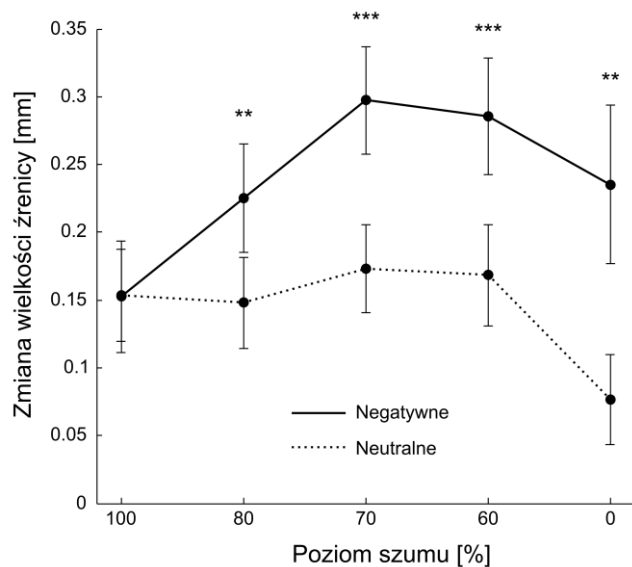 0.35
0.3
0.25
0.2
0.15
0.1
0.05
0
Zmiana wielkości źrenicy [mm]
**
***
***
**
Negatywne
Neutralne
100 80 70 60 0
Poziom szumu [%]